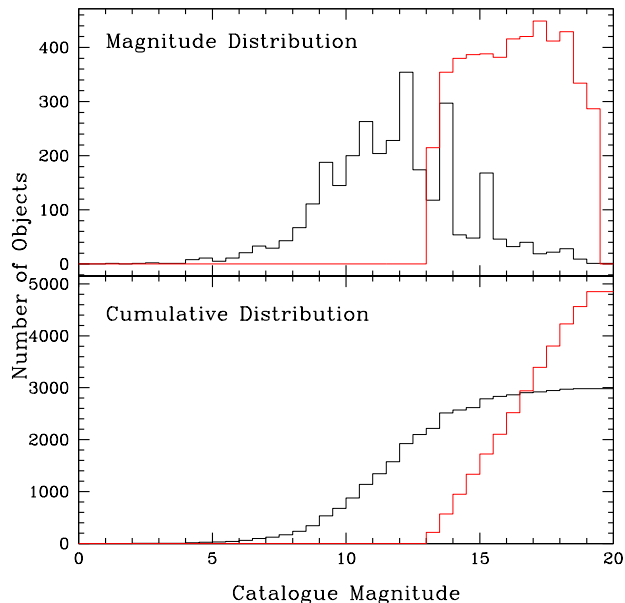 Magnitude Distribution
400
300
200
100
0
Number of Objects
Cumulative Distribution
5000
4000
3000
2000
1000
0
0 5 10 15 20
Catalogue Magnitude